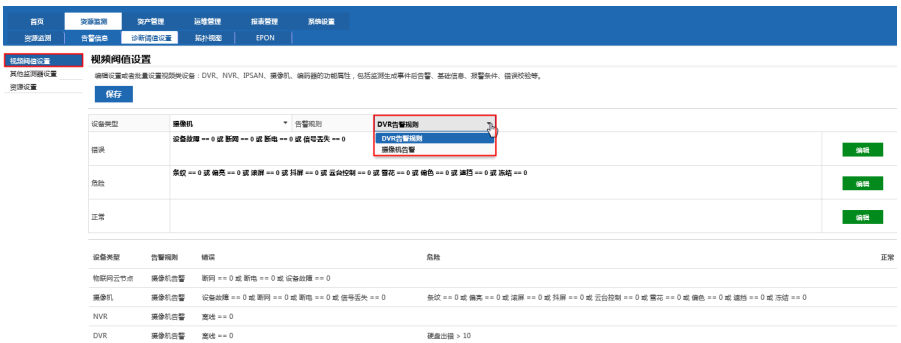 首页 资源监测 资产管理 运维管理 报表管理 系统设置
资源监测 告警信息 诊断阈值设置 拓扑视图 EPON
视频阈值设置
其他监测器设置
资源设置
视频阈值设置
编辑设置或者批量设置视频类设备：DVR、NVR、IPSAN、摄像机、编码器的功能属性，包括监测生成事件后告警、基础信息、报警条件、错误校验等。
保存
设备类型 摄像机 告警规则 DVR告警规则
DVR告警规则
摄像机告警
错误 设备故障 == 0 或 断网 == 0 或 断电 == 0 或 信号丢失 == 0 编辑
危险 条纹 == 0 或 偏亮 == 0 或 滚屏 == 0 或 抖屏 == 0 或 云台控制 == 0 或 雪花 == 0 或 偏色 == 0 或 遮挡 == 0 或 冻结 == 0 编辑
正常 编辑
设备类型 告警规则 错误 危险 正常
物联网云节点 摄像机告警 断网 == 0 或 断电 == 0 或 设备故障 == 0
摄像机 摄像机告警 设备故障 == 0 或 断网 == 0 或 断电 == 0 或 信号丢失 == 0 条纹 == 0 或 偏亮 == 0 或 滚屏 == 0 或 抖屏 == 0 或 云台控制 == 0 或 雪花 == 0 或 偏色 == 0 或 遮挡 == 0 或 冻结 == 0
NVR 摄像机告警 离线 == 0
DVR 摄像机告警 离线 == 0 硬盘出错 > 10